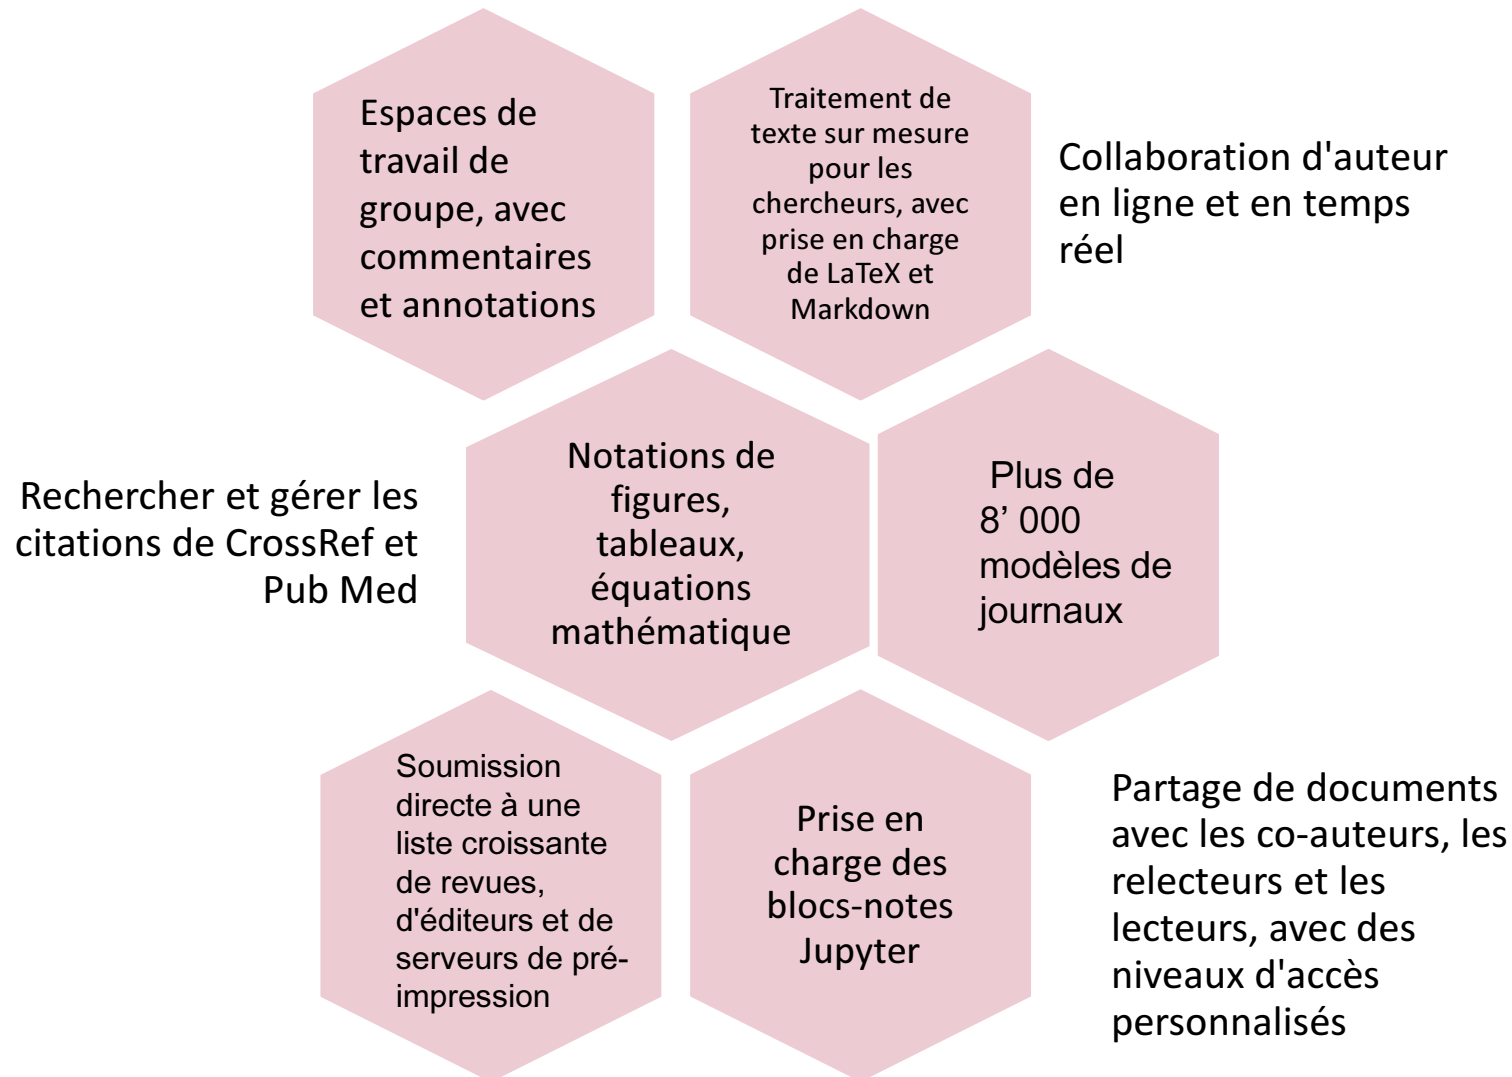 Espaces de
travail de
groupe, avec
commentaires
et annotations
Traitement de
texte sur mesure
pour les
chercheurs, avec
prise en charge
de LaTeX et
Markdown
Collaboration d'auteur
en ligne et en temps
réel
Rechercher et gérer les
citations de CrossRef et
Pub Med
Notations de
figures,
tableaux,
équations
mathématique
Plus de
8’ 000
modèles de
journaux
Soumission
directe à une
liste croissante
de revues,
d'éditeurs et de
serveurs de pré-
impression
Prise en
charge des
blocs-notes
Jupyter
Partage de documents
avec les co-auteurs, les
relecteurs et les
lecteurs, avec des
niveaux d'accès
personnalisés